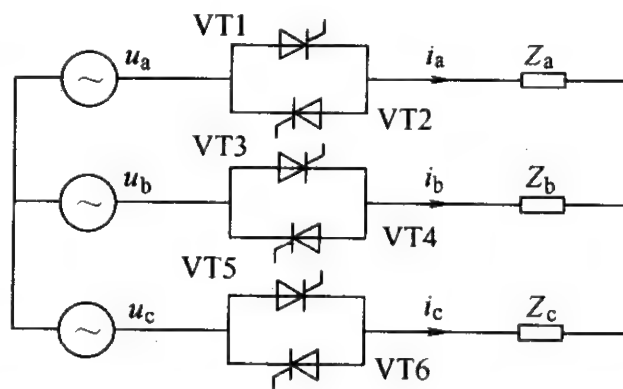 VT1
u_a
i_a
Z_a
VT2
VT3
u_b
i_b
Z_b
VT4
VT5
u_c
i_c
Z_c
VT6